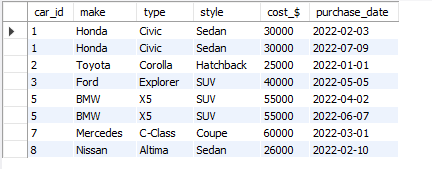 car_id make type style cost_$ purchase_date
1 Honda Civic Sedan 30000 2022-02-03
1 Honda Civic Sedan 30000 2022-07-09
2 Toyota Corolla Hatchback 25000 2022-01-01
3 Ford Explorer SUV 40000 2022-05-05
5 BMW X5 SUV 55000 2022-04-02
5 BMW X5 SUV 55000 2022-06-07
7 Mercedes C-Class Coupe 60000 2022-03-01
8 Nissan Altima Sedan 26000 2022-02-10